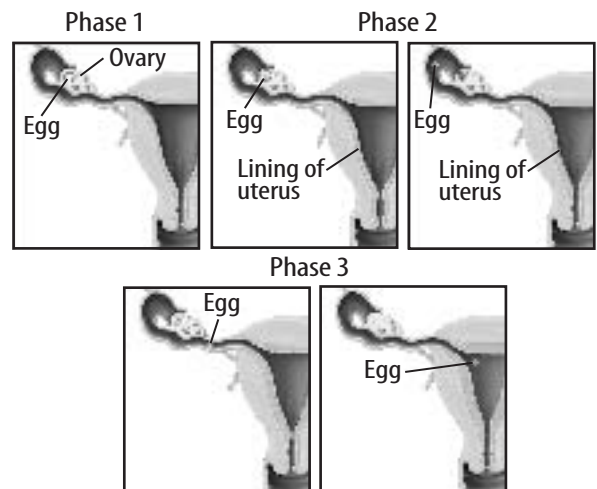 Phase 1
Phase 2
Ovary
Egg
Egg
Lining of
uterus
Egg
Lining of
uterus
Phase 3
Egg
Egg